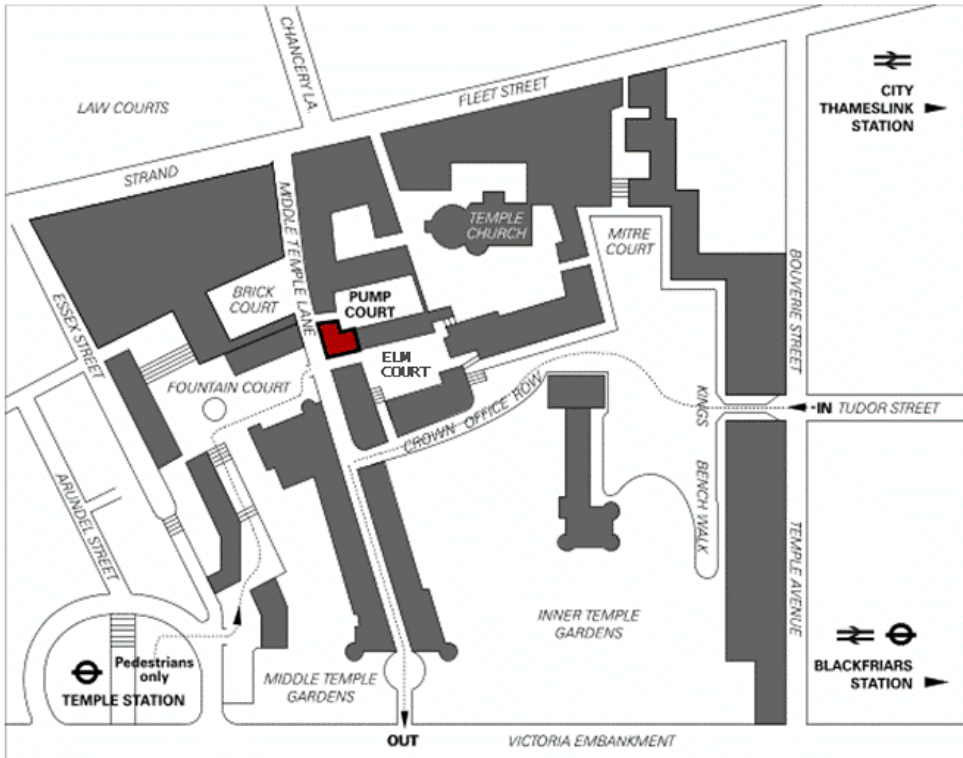 CHANCERY LA.
LAW COURTS
FLEET STREET
CITY
THAMESLINK
STATION
STRAND
MIDDLE TEMPLE LANE
TEMPLE
CHURCH
MITRE
COURT
BOUVERIE STREET
BRICK
COURT
PUMP
COURT
ESSEX STREET
ELM
COURT
FOUNTAIN COURT
CROWN OFFICE ROW
KINGS
BENCH WALK
IN TUDOR STREET
ARUNDEL STREET
TEMPLE AVENUE
INNER TEMPLE
GARDENS
Pedestrians
only
TEMPLE STATION
MIDDLE TEMPLE
GARDENS
BLACKFRIARS
STATION
OUT
VICTORIA EMBANKMENT